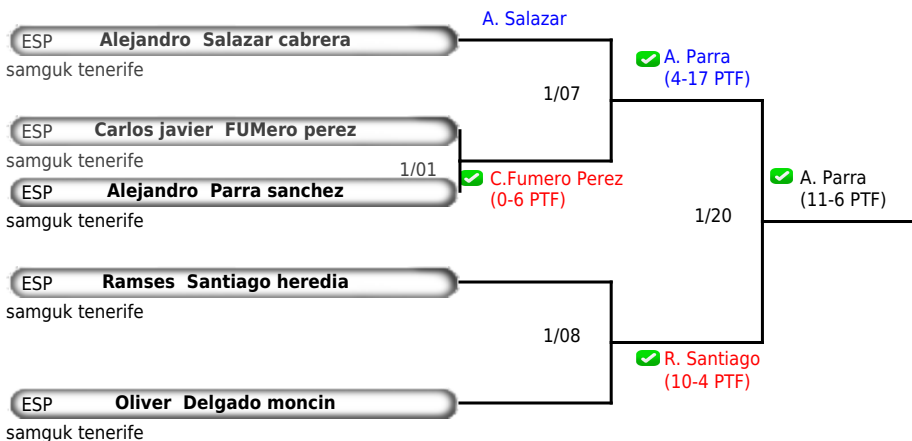 A. Salazar
ESP Alejandro Salazar cabrera
samguk tenerife
A. Parra
(4-17 PTF)
1/07
ESP Carlos javier FUMero perez
samguk tenerife
1/01
C.Fumero Perez
(0-6 PTF)
ESP Alejandro Parra sanchez
samguk tenerife
A. Parra
(11-6 PTF)
1/20
ESP Ramses Santiago heredia
samguk tenerife
1/08
R. Santiago
(10-4 PTF)
ESP Oliver Delgado moncin
samguk tenerife